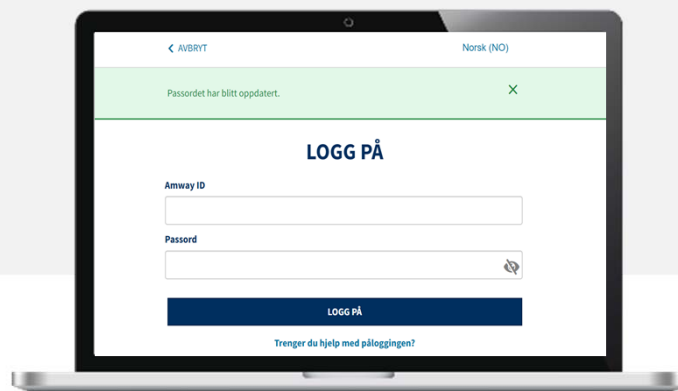 AVBRYT
Norsk (NO)
Passordet har blitt oppdatert.
LOGG PÅ
Amway ID
Passord
LOGG PÅ
Trenger du hjelp med påloggingen?